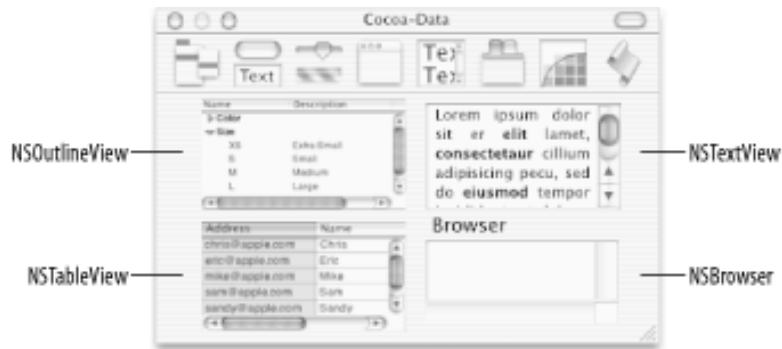 Cocoa-Data
Text
Tex
Tex
Name Description
Color
Size
XS Extra Small
S Small
M Medium
L Large
Lorem ipsum dolor
sit er elit lamet,
consectetaur cillium
adipisicing pecu, sed
do eiusmod tempor
NSOutlineView
NSTextView
Address Name
chris@apple.com Chris
eric@apple.com Eric
mike@apple.com Mike
sam@apple.com Sam
sandy@apple.com Sandy
Browser
NSTableView
NSBrowser